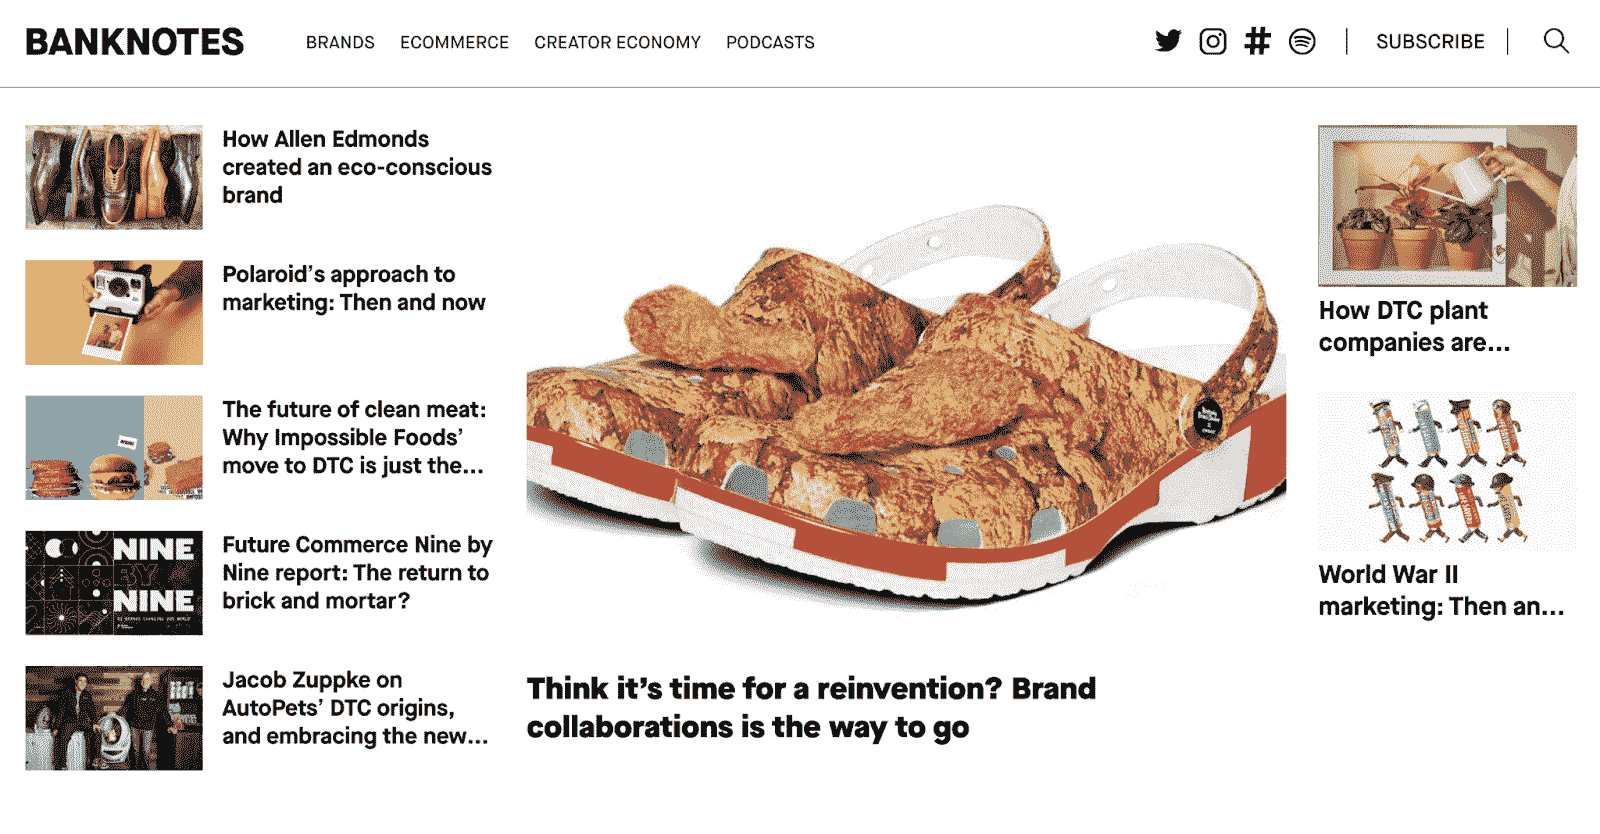 BANKNOTES
BRANDS
ECOMMERCE
CREATOR ECONOMY
PODCASTS
SUBSCRIBE
How Allen Edmonds
created an eco-conscious
brand
Polaroid’s approach to
marketing: Then and now
The future of clean meat:
Why Impossible Foods’
move to DTC is just the...
NINE
BY
NINE
Future Commerce Nine by
Nine report: The return to
brick and mortar?
Jacob Zuppke on
AutoPets’ DTC origins,
and embracing the new...
Think it’s time for a reinvention? Brand
collaborations is the way to go
How DTC plant
companies are...
World War II
marketing: Then an...